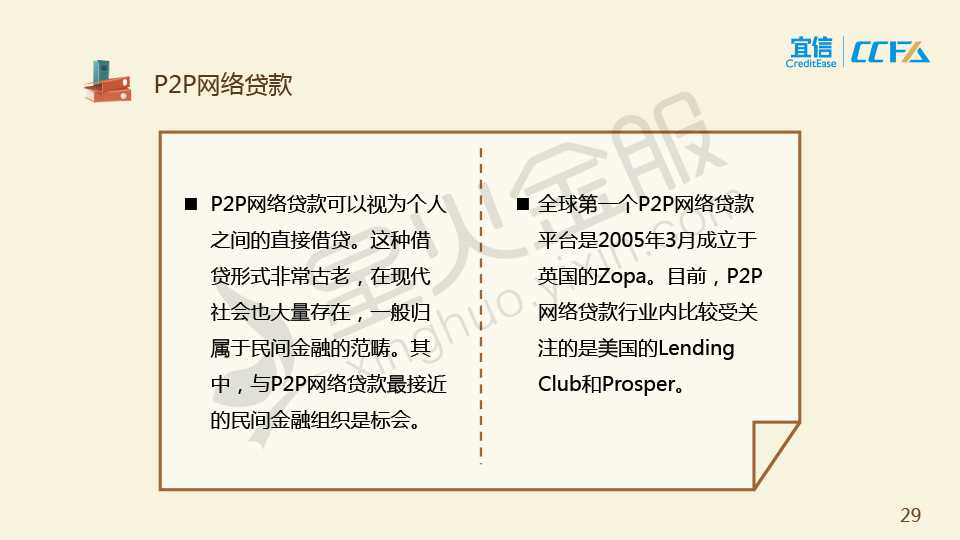 宜信
CreditEase
CCFA
P2P网络贷款
■ P2P网络贷款可以视为个人
之间的直接借贷。这种借
贷形式非常古老，在现代
社会也大量存在，一般归
属于民间金融的范畴。其
中，与P2P网络贷款最接近
的民间金融组织是标会。
■ 全球第一个P2P网络贷款
平台是2005年3月成立于
英国的Zopa。目前，P2P
网络贷款行业内比较受关
注的是美国的Lending
Club和Prosper。
星火金服
xinghuo.yixin.com
29